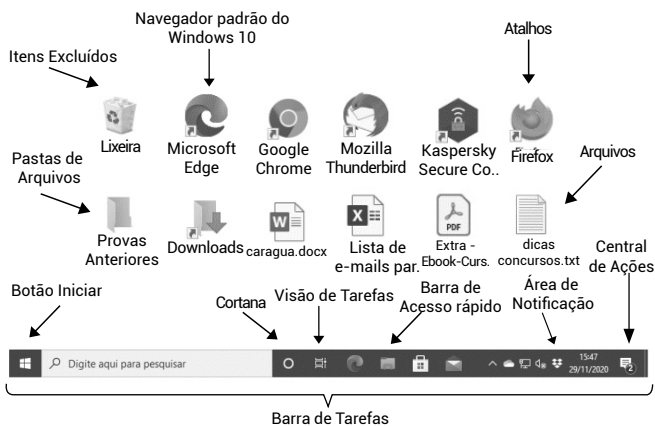 Navegador padrão do
Windows 10
Itens Excluídos
Atalhos
Lixeira
Microsoft
Edge
Google
Chrome
Mozilla
Thunderbird
Kaspersky
Secure Co..
Firefox
Pastas de
Arquivos
Arquivos
Provas
Anteriores
Downloads
W
caragua.docx
X
Lista de
e-mails par.
PDF
Extra -
Ebook-Curs.
dicas
concursos.txt
Central
de Ações
Botão Iniciar
Cortana
Visão de Tarefas
Barra de
Acesso rápido
Área de
Notificação
Digite aqui para pesquisar
15:47
29/11/2020
2
Barra de Tarefas